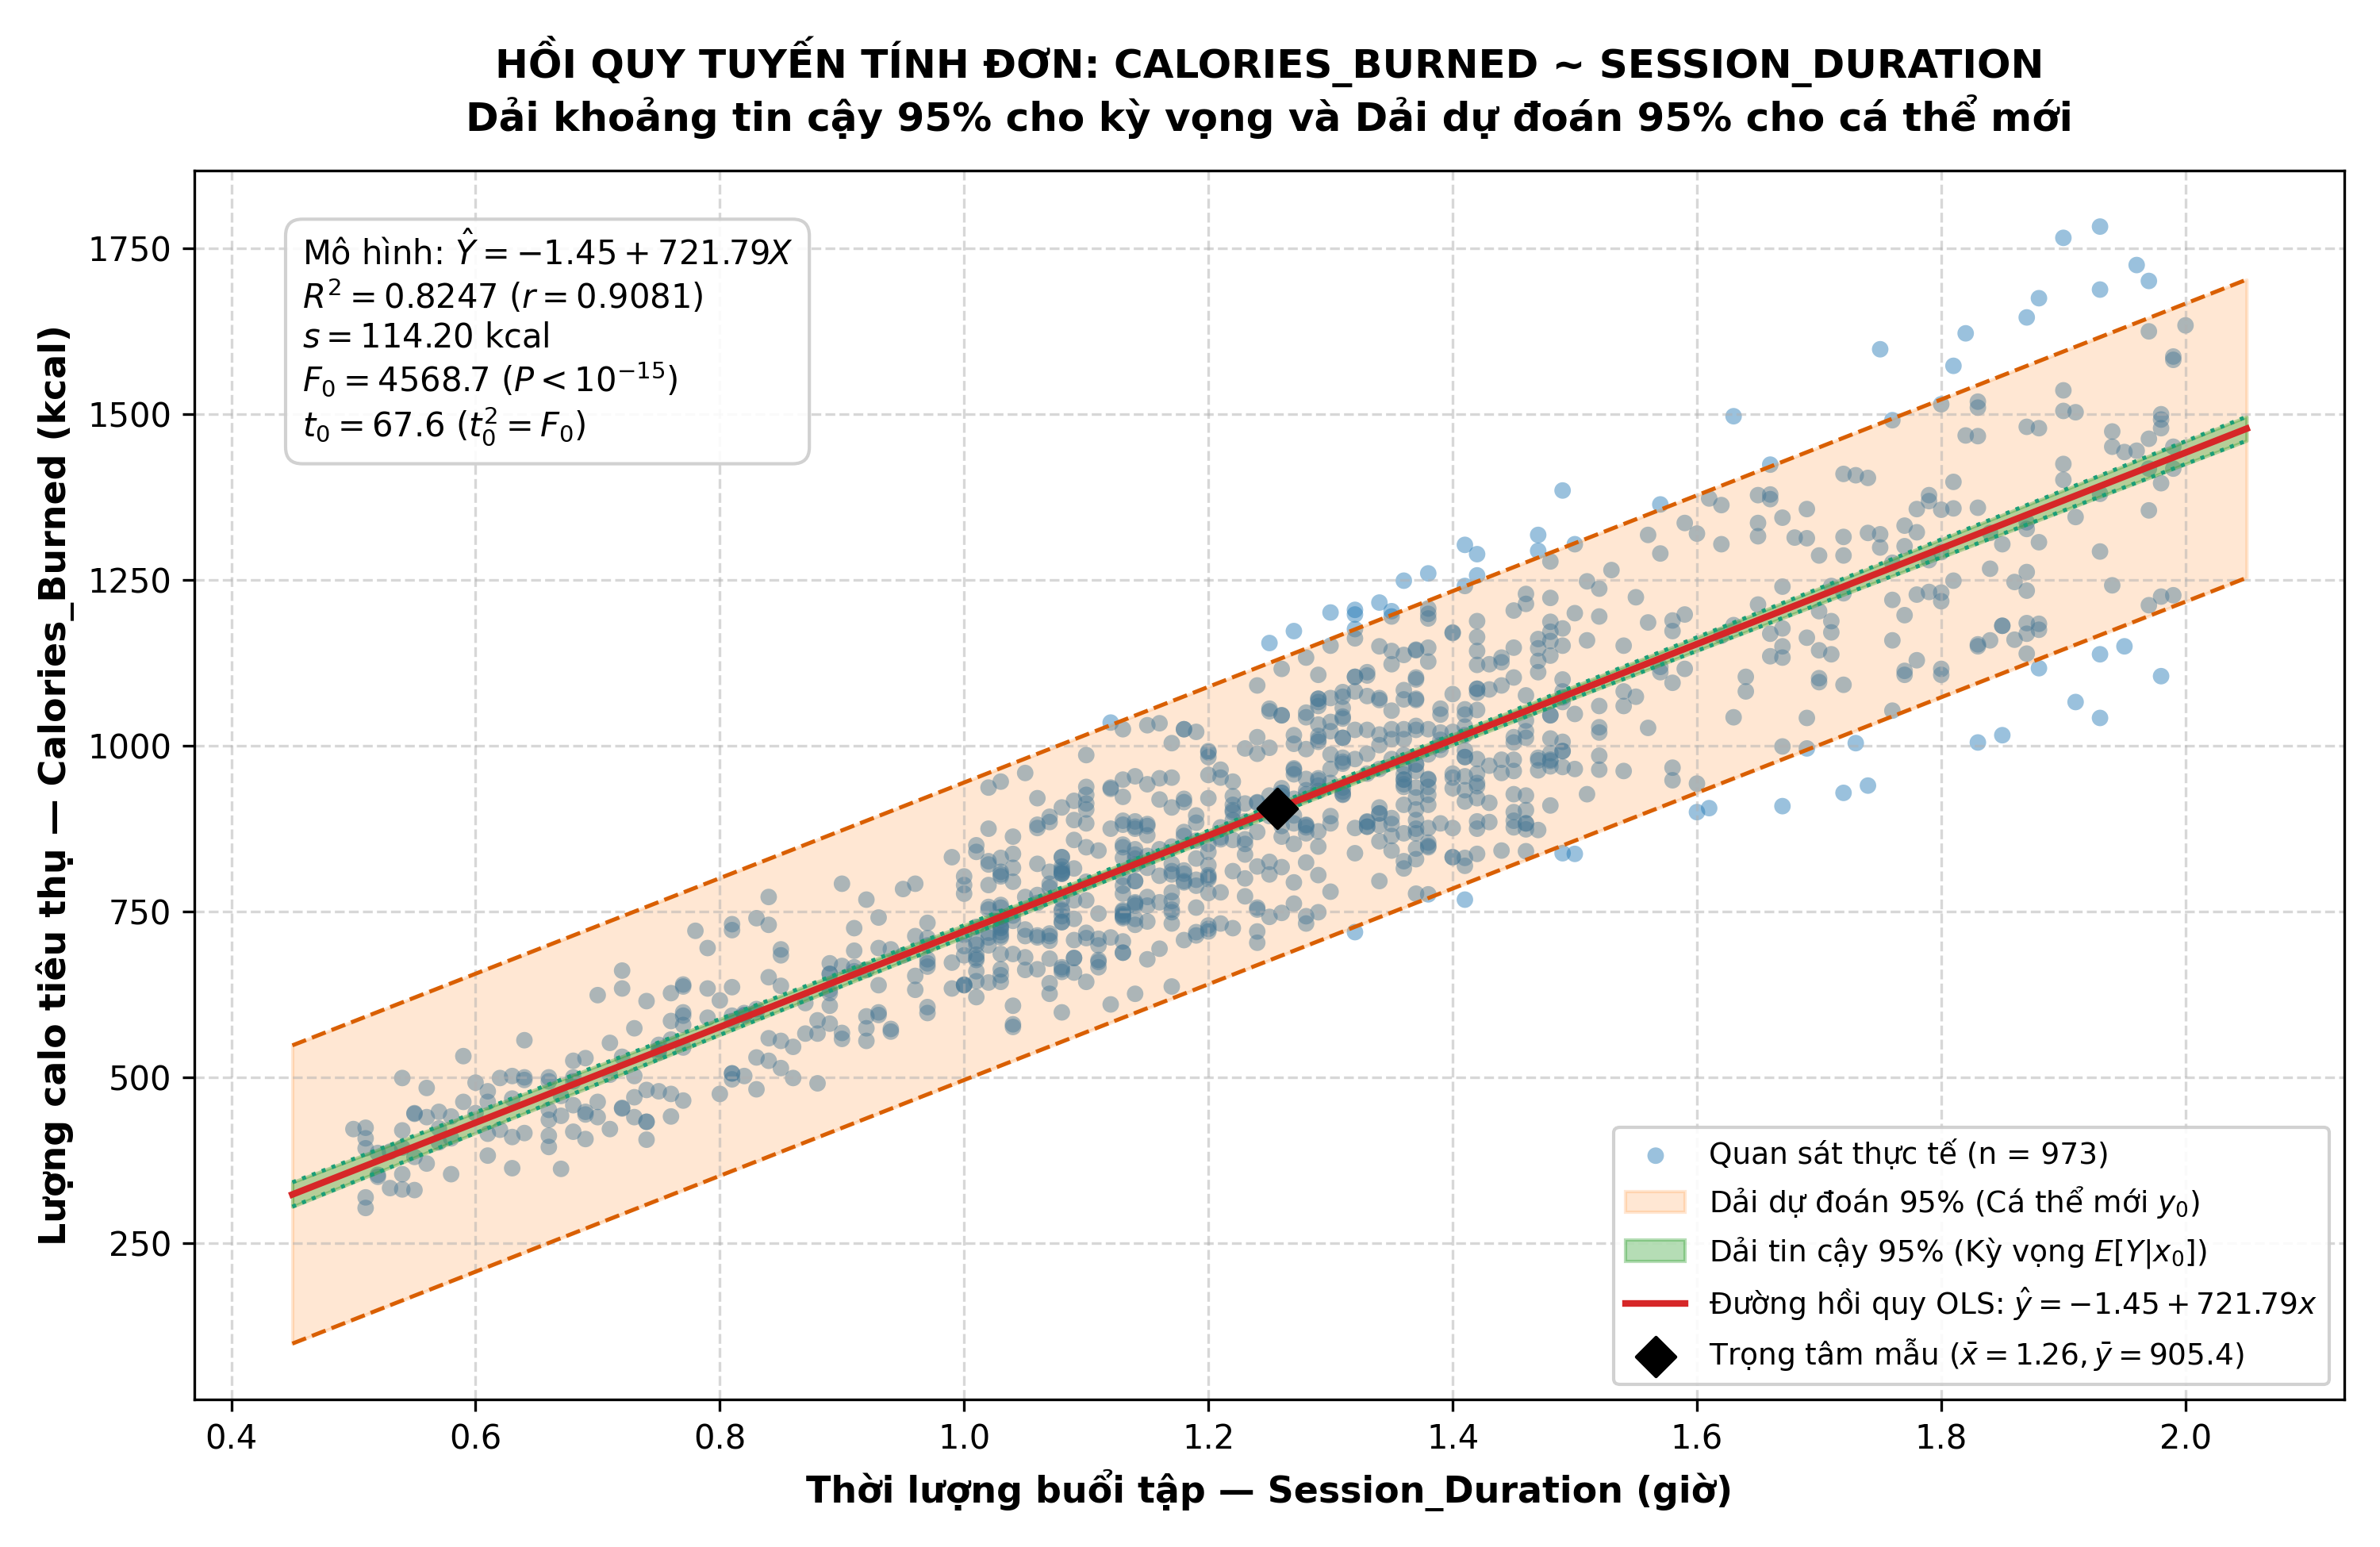 HỒI QUY TUYẾN TÍNH ĐƠN: CALORIES_BURNED ~ SESSION_DURATION
Dải khoảng tin cậy 95% cho kỳ vọng và Dải dự đoán 95% cho cá thể mới
Lượng calo tiêu thụ — Calories_Burned (kcal)
1750
1500
1250
1000
750
500
250
Mô hình: Ŷ = −1.45 + 721.79X
R² = 0.8247 (r = 0.9081)
s = 114.20 kcal
F₀ = 4568.7 (P < 10⁻¹⁵)
t₀ = 67.6 (t₀² = F₀)
Quan sát thực tế (n = 973)
Dải dự đoán 95% (Cá thể mới y₀)
Dải tin cậy 95% (Kỳ vọng E[Y|x₀])
Đường hồi quy OLS: ŷ = −1.45 + 721.79x
Trọng tâm mẫu (x̄ = 1.26, ȳ = 905.4)
0.4 0.6 0.8 1.0 1.2 1.4 1.6 1.8 2.0
Thời lượng buổi tập — Session_Duration (giờ)